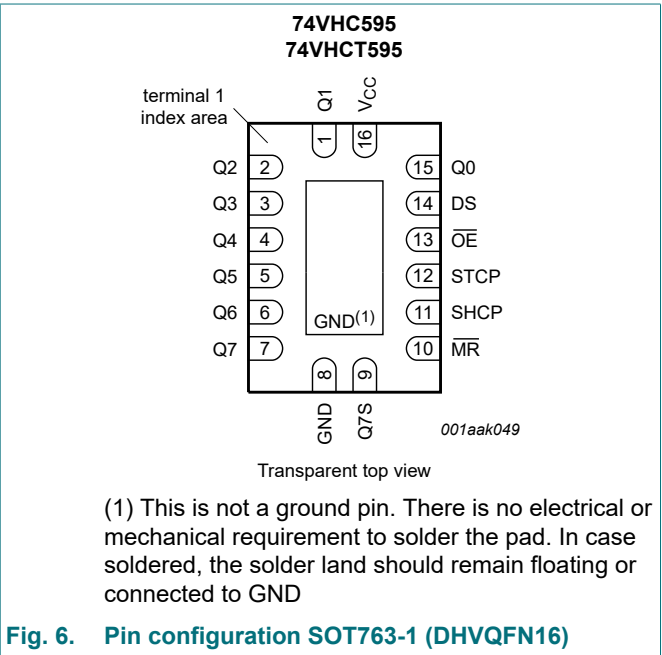 74VHC595
74VHCT595
terminal 1
index area
Q1
VCC
1
16
Q2 2
15 Q0
Q3 3
14 DS
Q4 4
13 O̅E̅
Q5 5
12 STCP
Q6 6
11 SHCP
Q7 7
10 M̅R̅
GND(1)
8
9
GND
Q7S
001aak049
Transparent top view
(1) This is not a ground pin. There is no electrical or
mechanical requirement to solder the pad. In case
soldered, the solder land should remain floating or
connected to GND
Fig. 6. Pin configuration SOT763-1 (DHVQFN16)